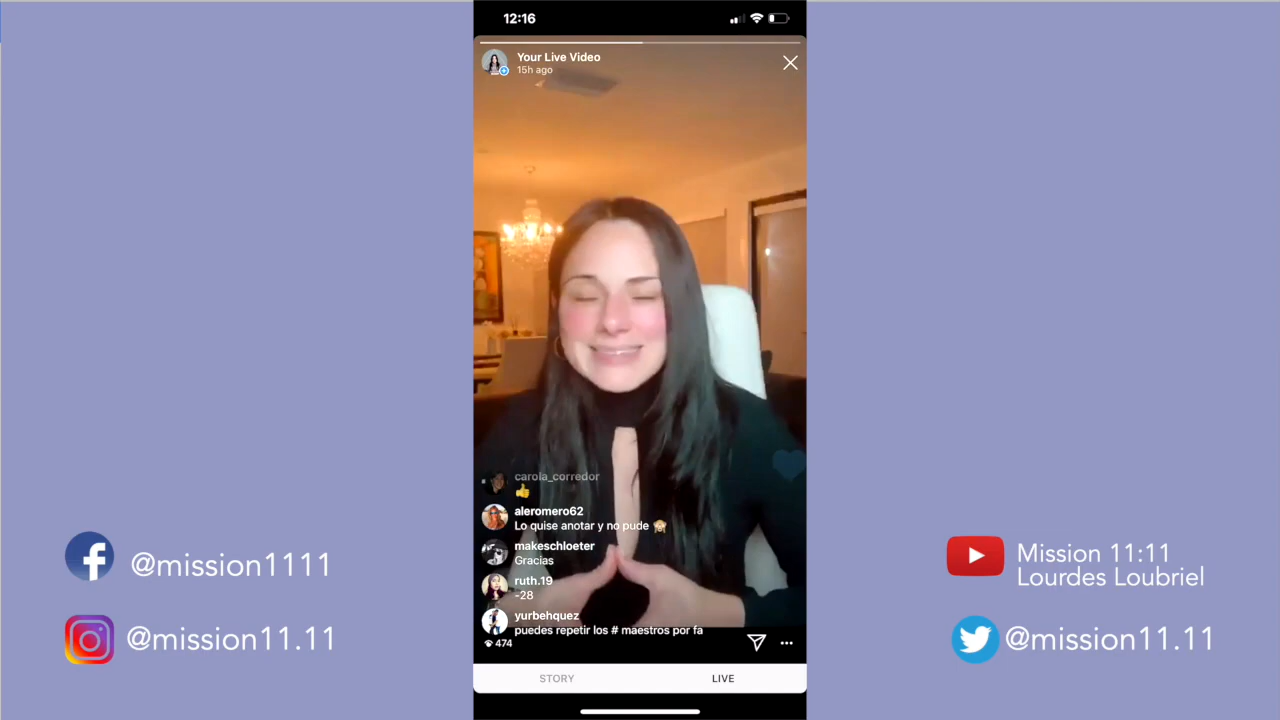 12:16
Your Live Video
15h ago
carola_corredor
👍
aleromero62
Lo quise anotar y no pude 🙈
makeschloeter
Gracias
ruth.19
-28
yurbehquez
puedes repetir los # maestros por fa
474
STORY
LIVE
@mission1111
@mission11.11
Mission 11:11
Lourdes Loubriel
@mission11.11